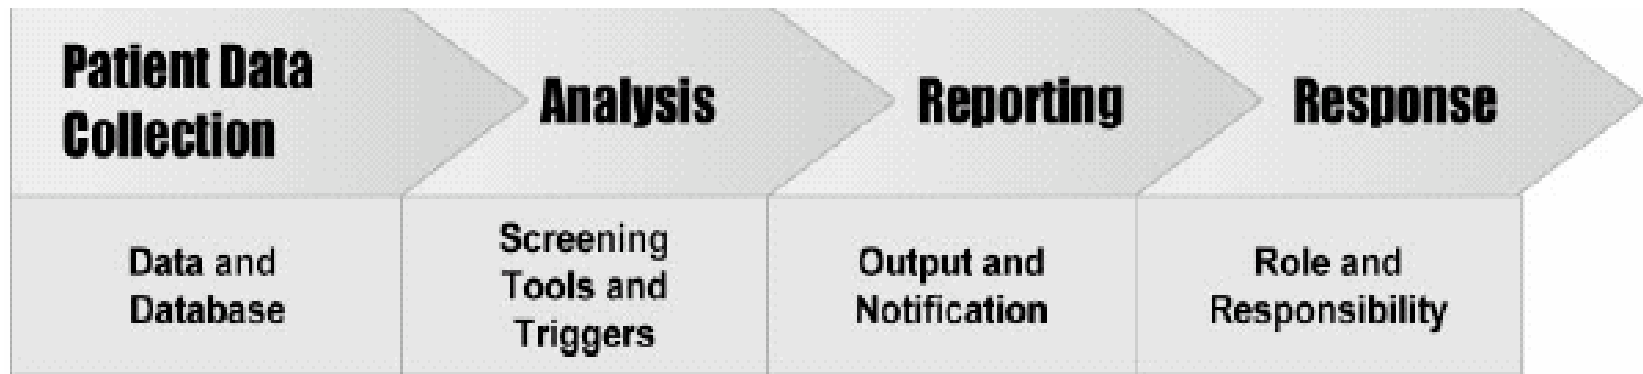 Patient Data
Collection
Analysis
Reporting
Response
Data and
Database
Screening
Tools and
Triggers
Output and
Notification
Role and
Responsibility